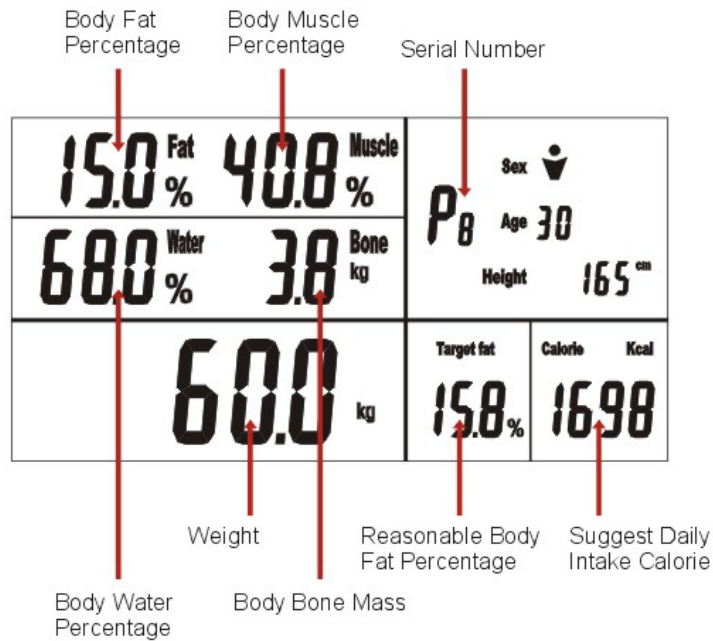 Body Fat
Percentage
Body Muscle
Percentage
Serial Number
15.0 Fat %
40.8 Muscle %
68.0 Water %
3.8 Bone kg
P8
Sex
Age 30
Height 165 cm
60.0 kg
Target fat
15.8 %
Calorie Kcal
1698
Weight
Reasonable Body
Fat Percentage
Suggest Daily
Intake Calorie
Body Water
Percentage
Body Bone Mass